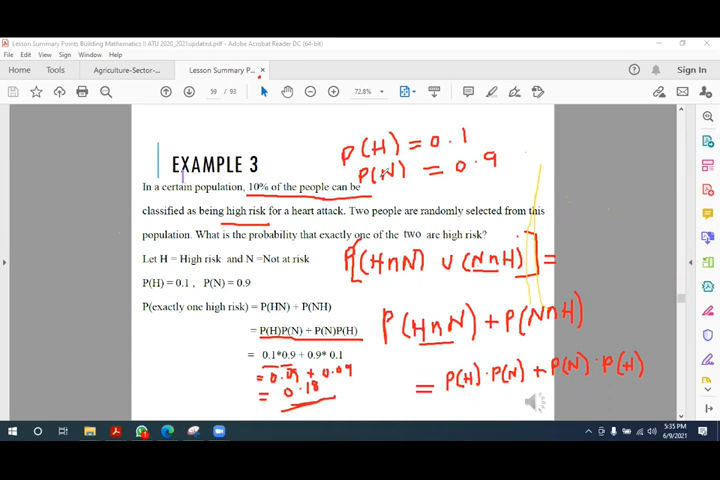 Lesson Summary Points Building Mathematics II ATU 2020_2021updated.pdf - Adobe Acrobat Reader DC (64-bit)
File Edit View Sign Window Help
Home Tools Agriculture-Sector-... Lesson Summary P... × Sign In
59 / 93 72.8%
P(H) = 0.1
EXAMPLE 3
P(N) = 0.9
In a certain population, 10% of the people can be
classified as being high risk for a heart attack. Two people are randomly selected from this
population. What is the probability that exactly one of the two are high risk?
Let H = High risk and N =Not at risk
P[(H∩N) ∪ (N∩H)] =
P(H) = 0.1 , P(N) = 0.9
P(exactly one high risk) = P(HN) + P(NH)
P(H∩N) + P(N∩H)
= P(H)P(N) + P(N)P(H)
= 0.1*0.9 + 0.9* 0.1
= 0.09 + 0.09
= P(H)·P(N) + P(N)·P(H)
= 0.18
5:35 PM
6/9/2021